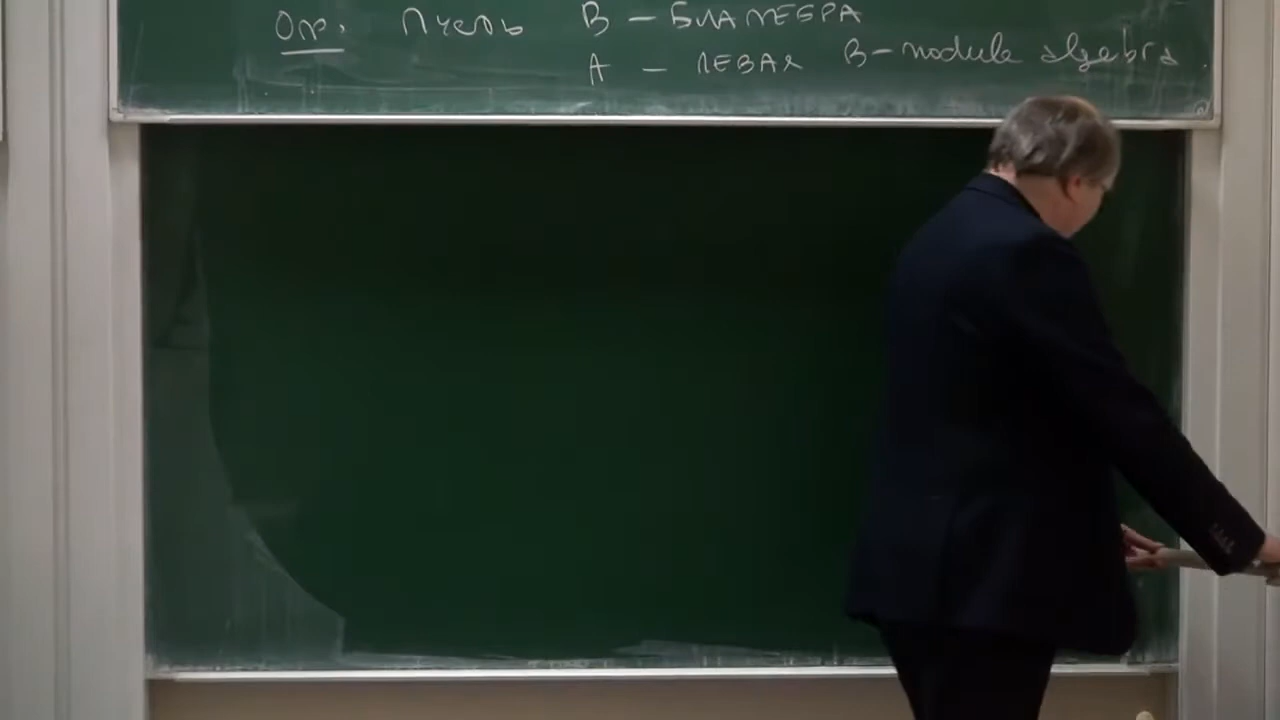 Опр. Пусть B – БИАЛГЕБРА
A – ЛЕВАЯ B-module algebra.